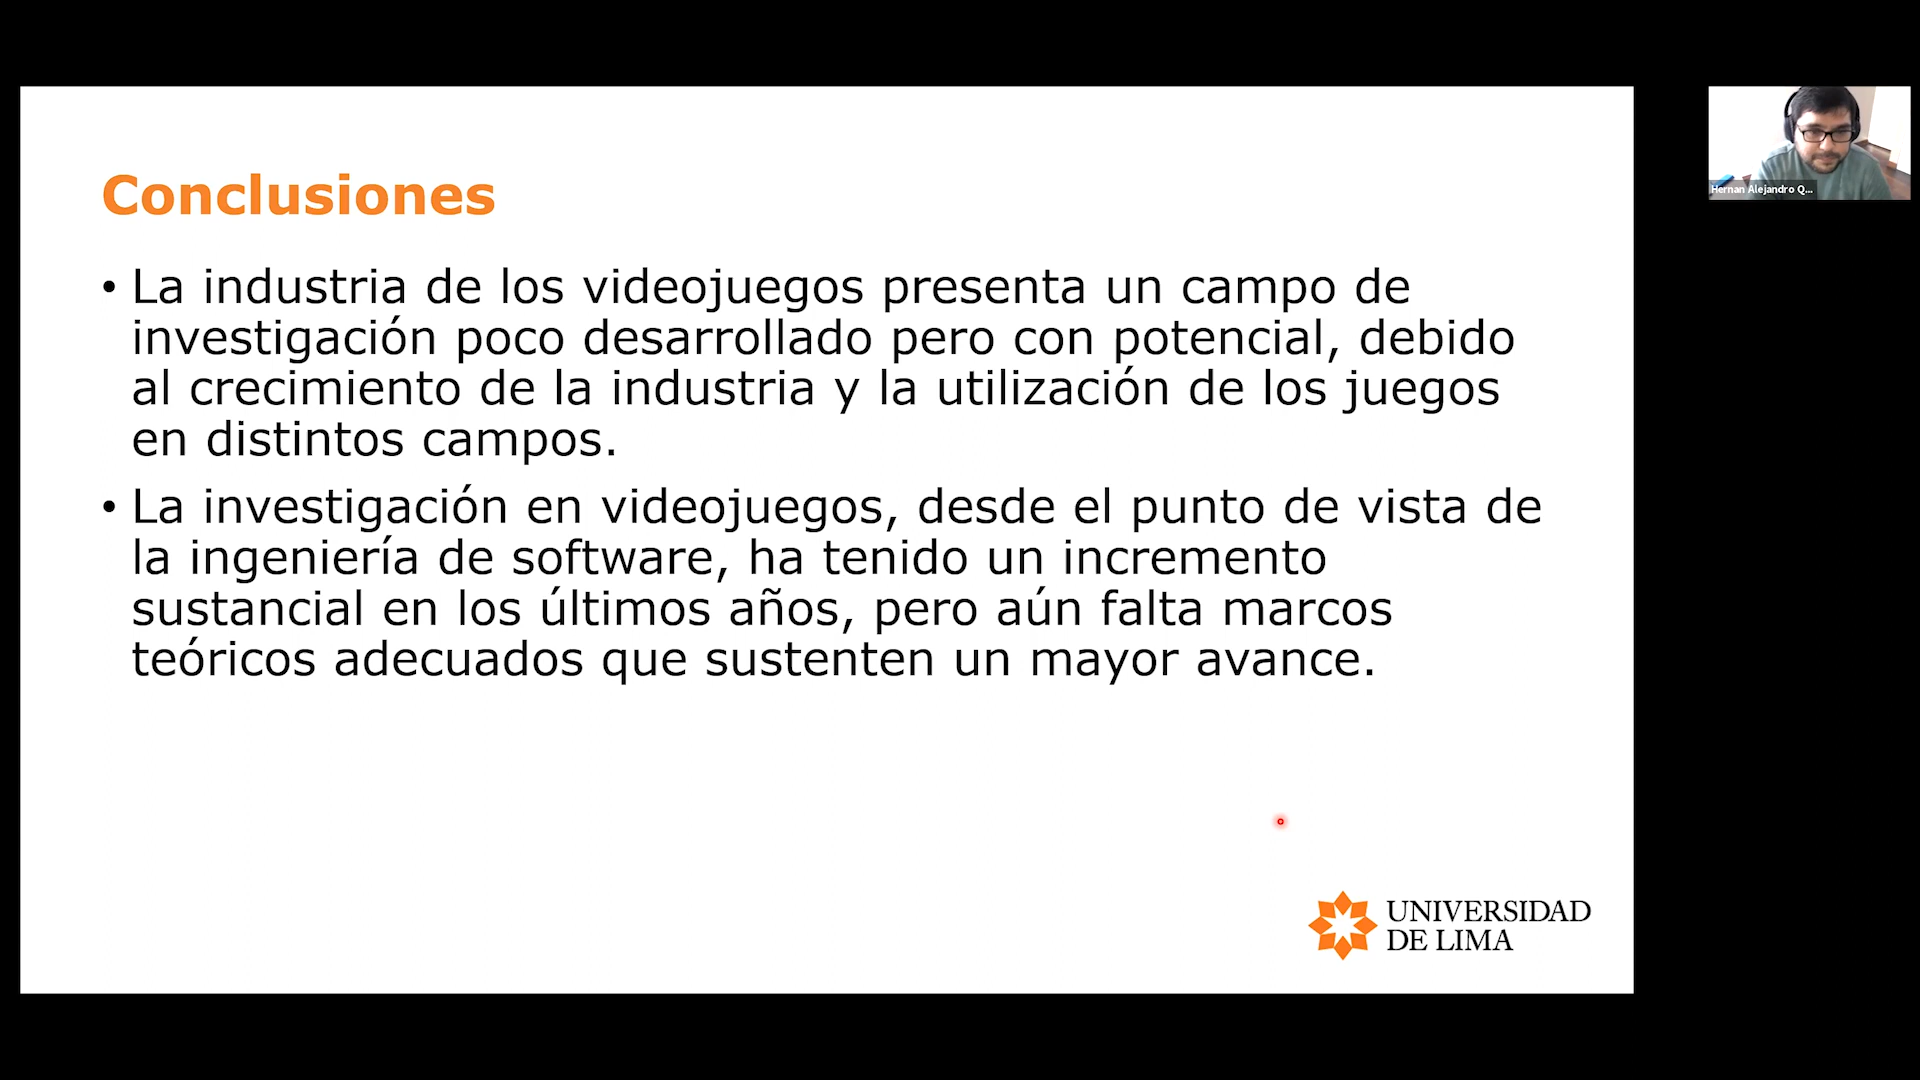 Conclusiones
• La industria de los videojuegos presenta un campo de
investigación poco desarrollado pero con potencial, debido
al crecimiento de la industria y la utilización de los juegos
en distintos campos.
• La investigación en videojuegos, desde el punto de vista de
la ingeniería de software, ha tenido un incremento
sustancial en los últimos años, pero aún falta marcos
teóricos adecuados que sustenten un mayor avance.
UNIVERSIDAD
DE LIMA
Hernan Alejandro Q...